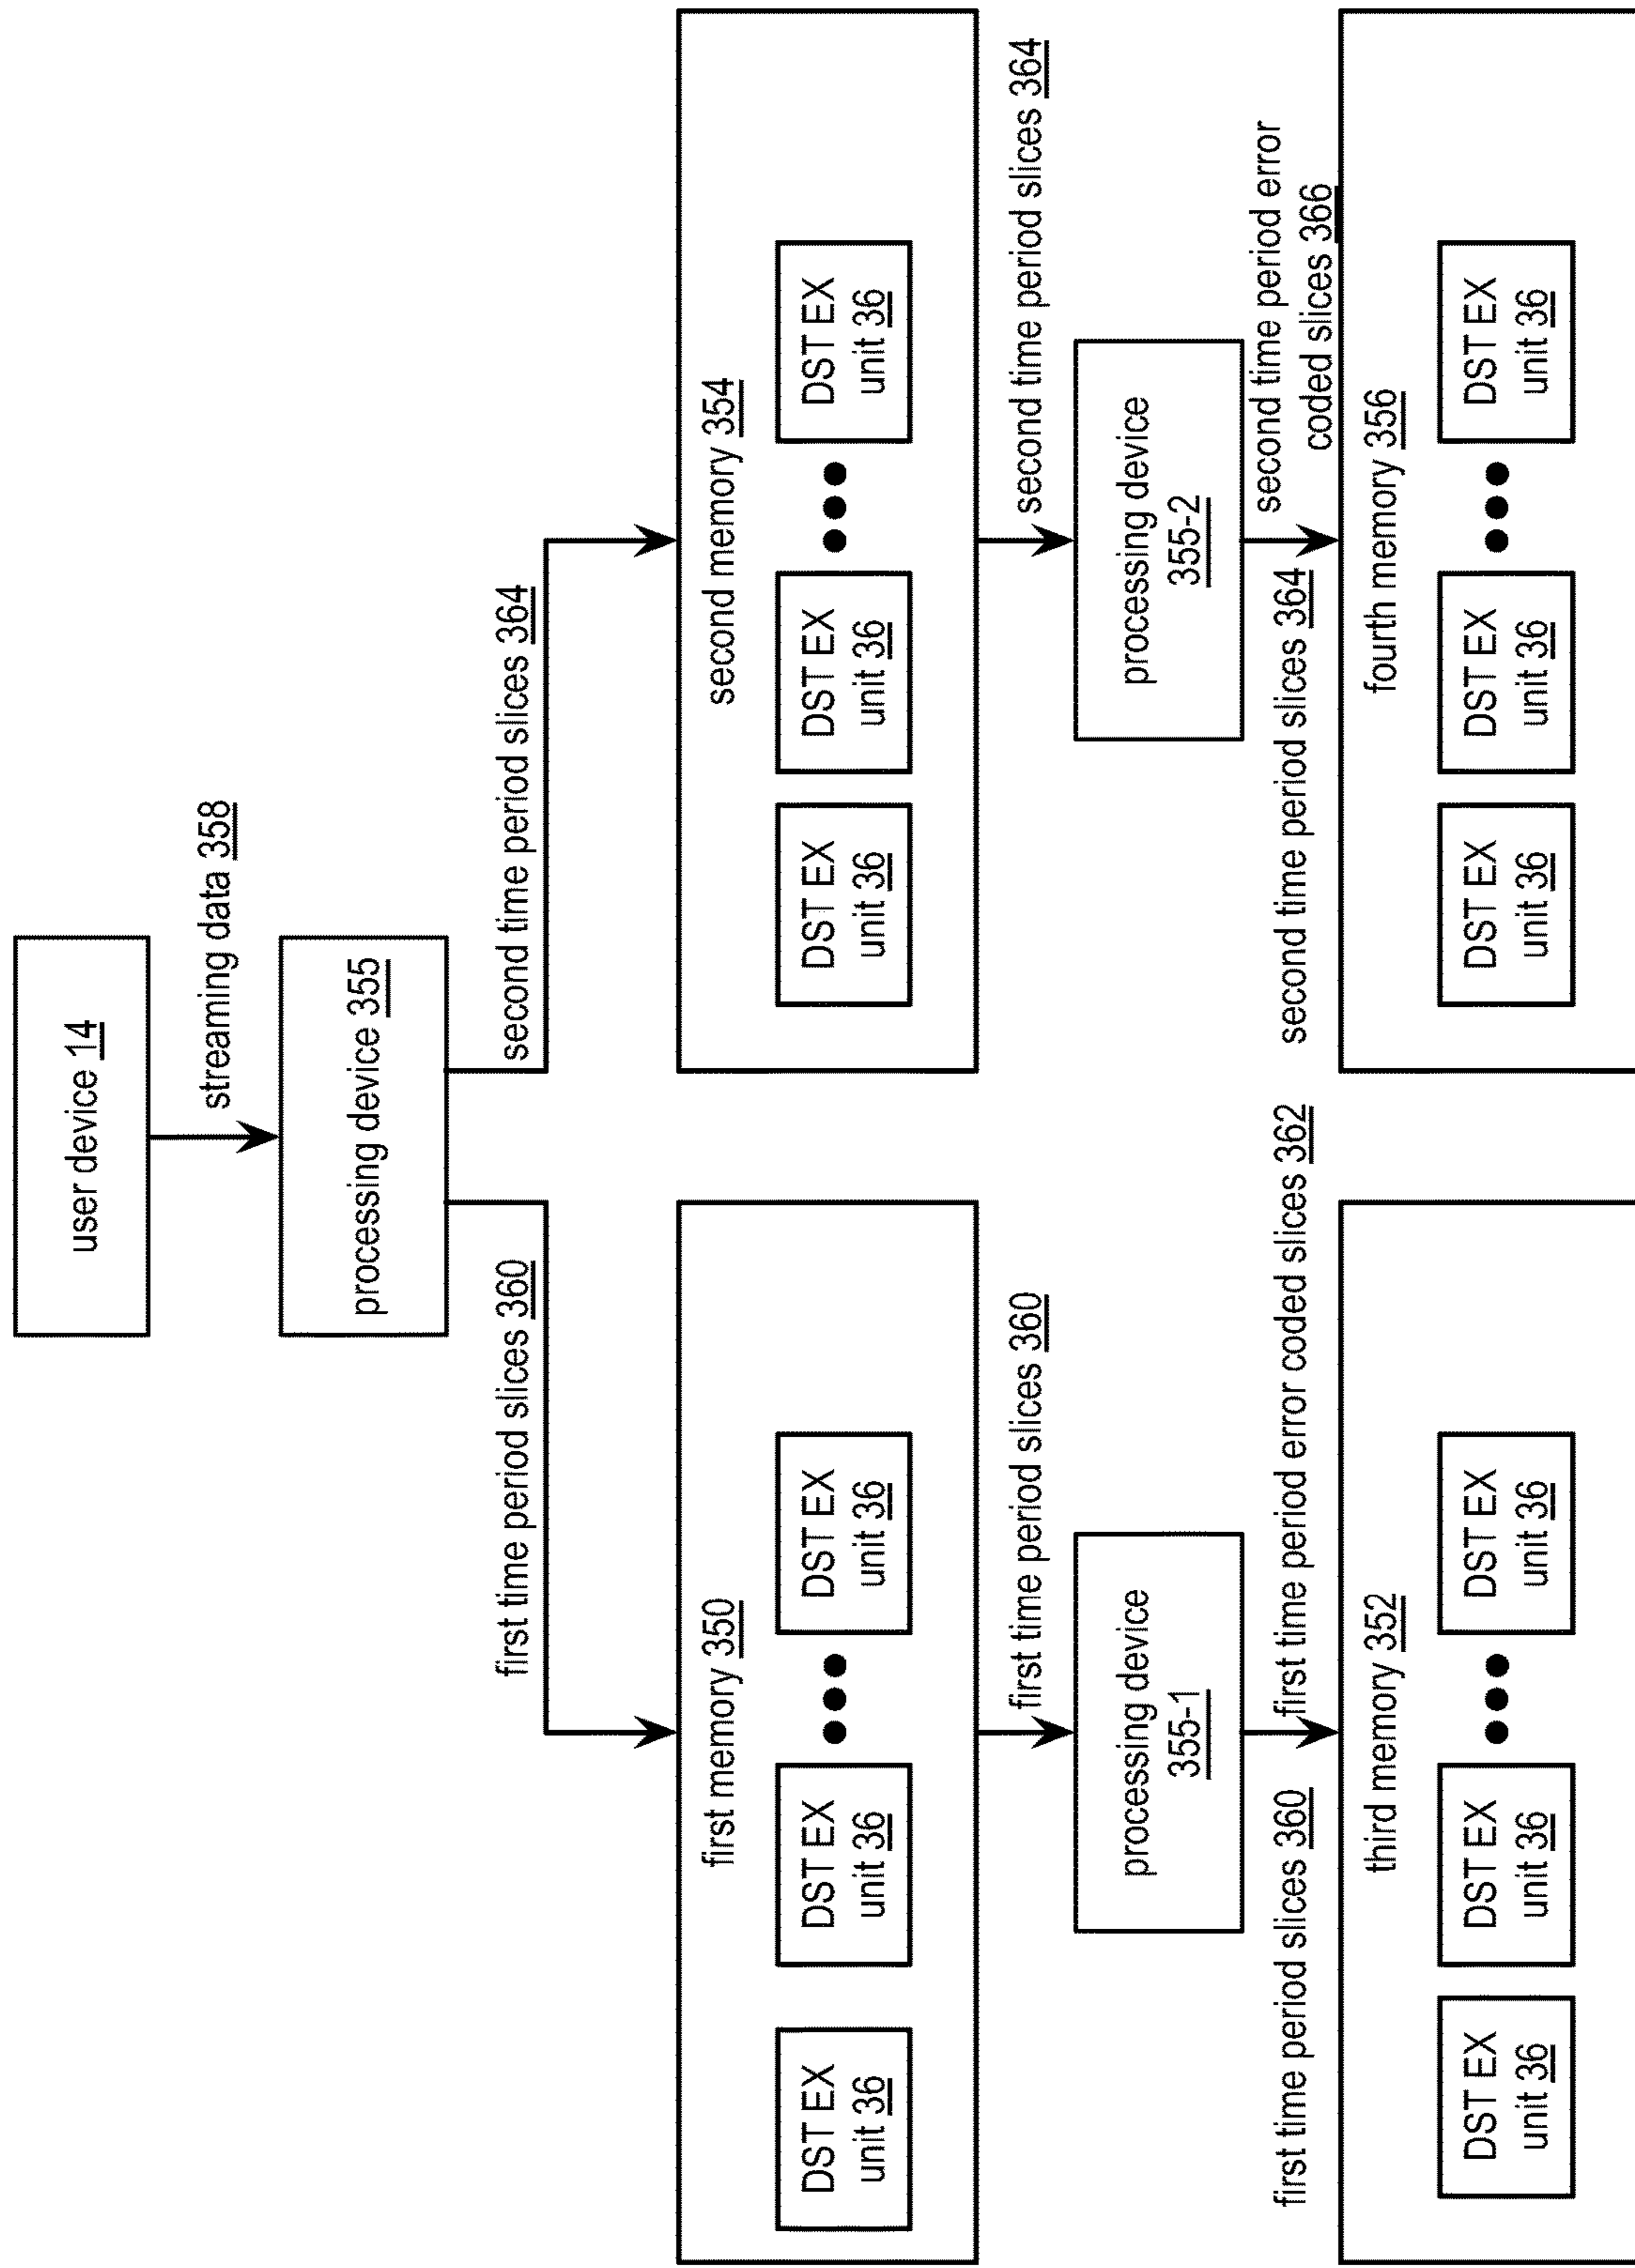 user device 14
streaming data 358
processing device 355
first time period slices 360
second time period slices 364
first memory 350
DST EX
unit 36
DST EX
unit 36
DST EX
unit 36
second memory 354
DST EX
unit 36
DST EX
unit 36
DST EX
unit 36
first time period slices 360
second time period slices 364
processing device
355-1
processing device
355-2
first time period slices 360
first time period error coded slices 362
second time period slices 364
second time period error
coded slices 366
third memory 352
DST EX
unit 36
DST EX
unit 36
DST EX
unit 36
fourth memory 356
DST EX
unit 36
DST EX
unit 36
DST EX
unit 36